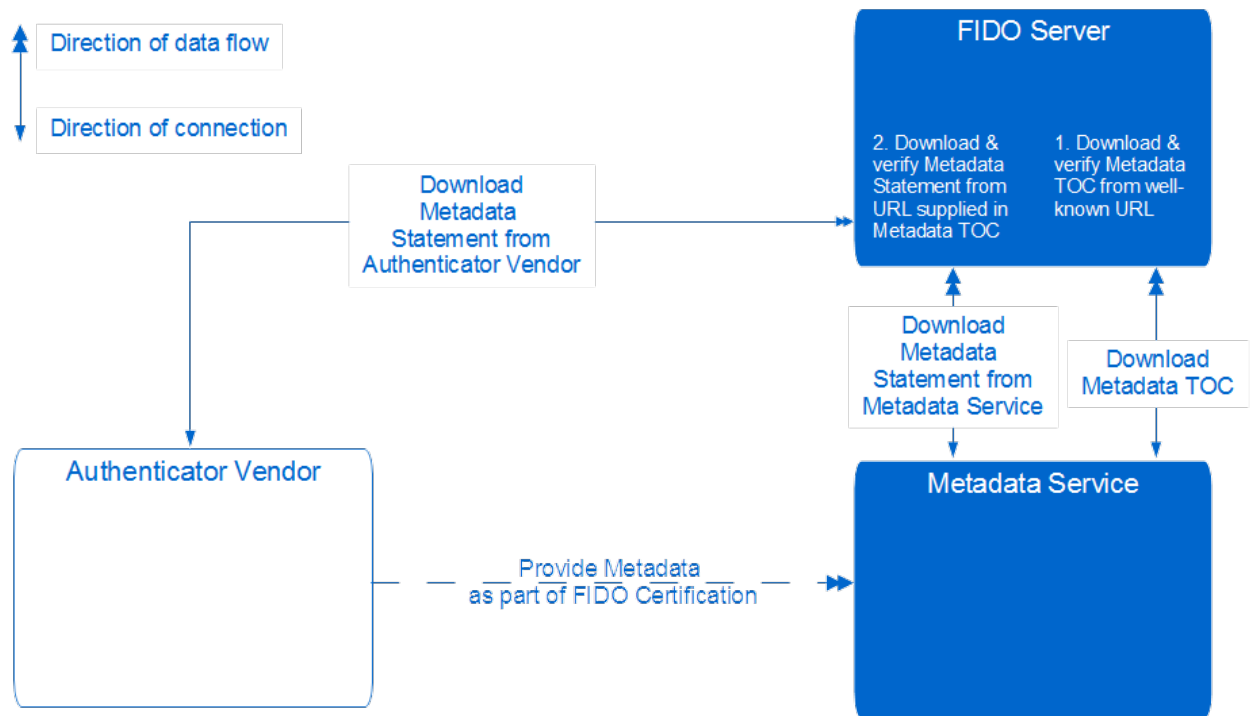 Direction of data flow
Direction of connection
FIDO Server
2. Download &
verify Metadata
Statement from
URL supplied in
Metadata TOC
1. Download &
verify Metadata
TOC from well-
known URL
Download
Metadata
Statement from
Authenticator Vendor
Download
Metadata
Statement from
Metadata Service
Download
Metadata TOC
Authenticator Vendor
Metadata Service
Provide Metadata
as part of FIDO Certification